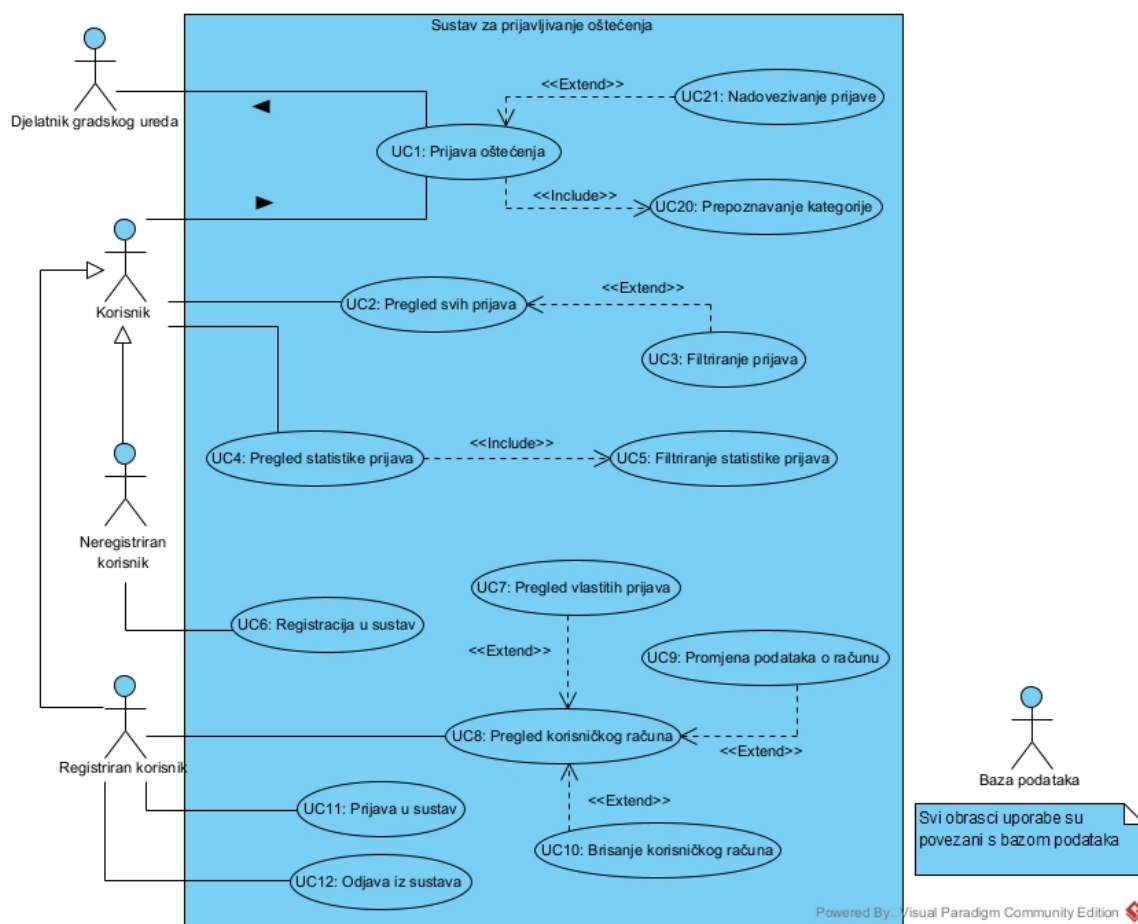 Sustav za prijavljivanje oštećenja
Djelatnik gradskog ureda
<<Extend>>
UC21: Nadovezivanje prijave
UC1: Prijava oštećenja
<<Include>>
UC20: Prepoznavanje kategorije
Korisnik
UC2: Pregled svih prijava
<<Extend>>
UC3: Filtriranje prijava
UC4: Pregled statistike prijava
<<Include>>
UC5: Filtriranje statistike prijava
Neregistriran
korisnik
UC6: Registracija u sustav
UC7: Pregled vlastitih prijava
<<Extend>>
UC9: Promjena podataka o računu
Registriran korisnik
UC8: Pregled korisničkog računa
<<Extend>>
<<Extend>>
UC10: Brisanje korisničkog računa
UC11: Prijava u sustav
UC12: Odjava iz sustava
Baza podataka
Svi obrasci uporabe su
povezani s bazom podataka
Powered By Visual Paradigm Community Edition